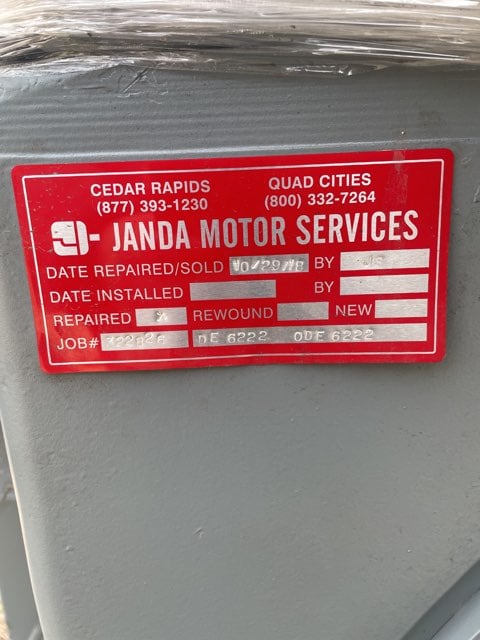 CEDAR RAPIDS QUAD CITIES
(877) 393-1230 (800) 332-7264
JANDA MOTOR SERVICES
DATE REPAIRED/SOLD BY
DATE INSTALLED BY
REPAIRED X REWOUND NEW
JOB# 322826 DE 6222 ODE 6222